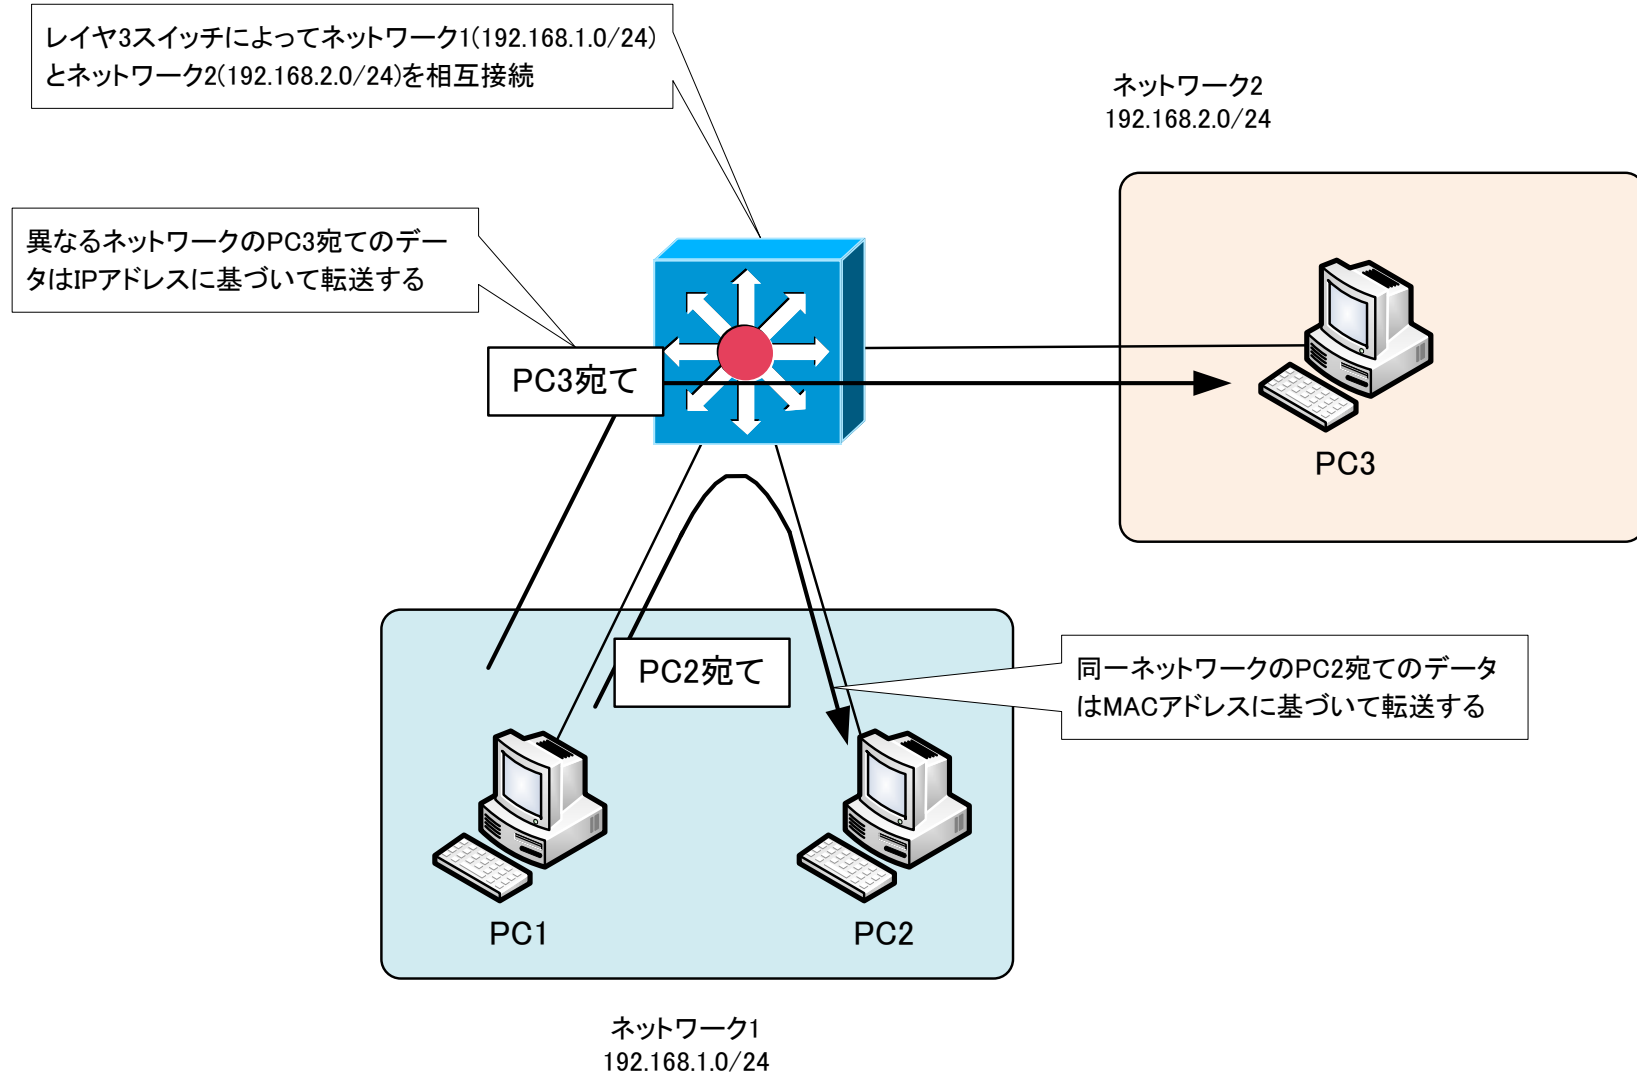 レイヤ3スイッチによってネットワーク1(192.168.1.0/24)
とネットワーク2(192.168.2.0/24)を相互接続
ネットワーク2
192.168.2.0/24
異なるネットワークのPC3宛てのデー
タはIPアドレスに基づいて転送する
PC3宛て
PC3
PC2宛て
同一ネットワークのPC2宛てのデータ
はMACアドレスに基づいて転送する
PC1
PC2
ネットワーク1
192.168.1.0/24